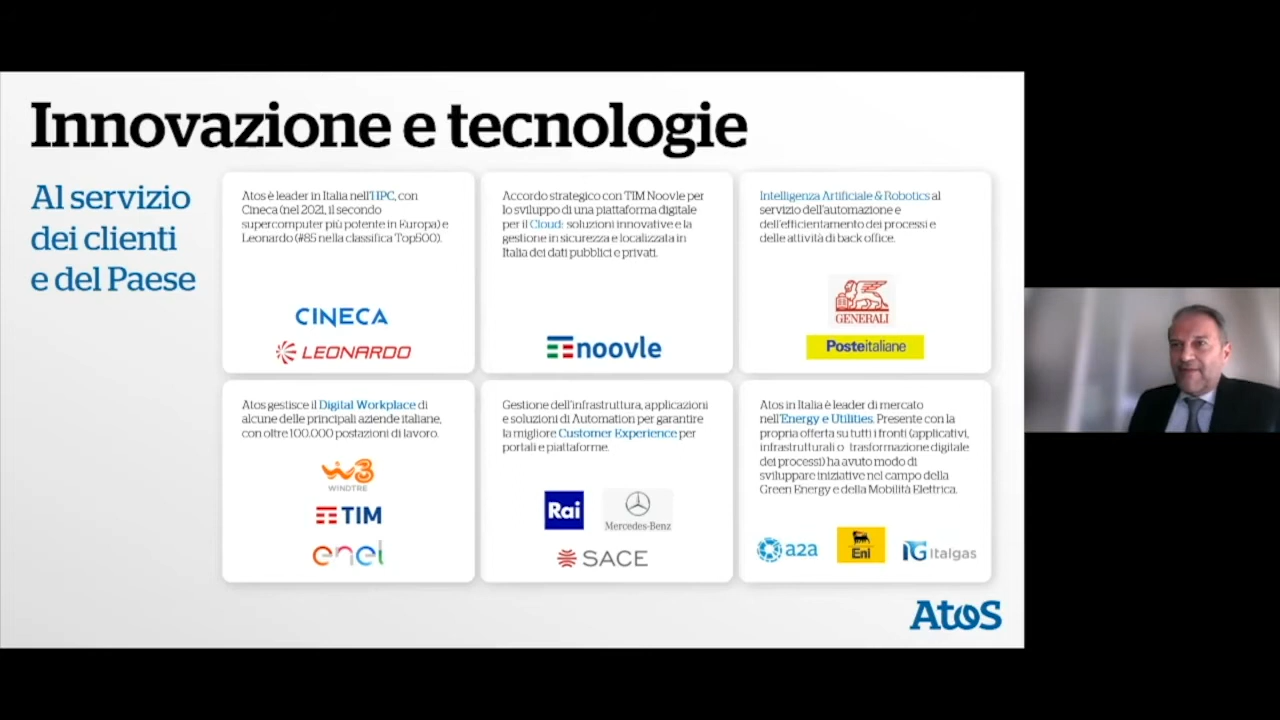 Innovazione e tecnologie
Al servizio
dei clienti
e del Paese
Atos è leader in Italia nell'HPC, con
Cineca (nel 2021, il secondo
supercomputer più potente in Europa) e
Leonardo (#85 nella classifica Top500).
CINECA
LEONARDO
Accordo strategico con TIM Noovle per
lo sviluppo di una piattaforma digitale
per il Cloud: soluzioni innovative e la
gestione in sicurezza e localizzata in
Italia dei dati pubblici e privati.
noovle
Intelligenza Artificiale & Robotics al
servizio dell'automazione e
dell'efficientamento dei processi e
delle attività di back office.
GENERALI
Posteitaliane
Atos gestisce il Digital Workplace di
alcune delle principali aziende italiane,
con oltre 100.000 postazioni di lavoro.
W3
WINDTRE
TIM
enel
Gestione dell'infrastruttura, applicazioni
e soluzioni di Automation per garantire
la migliore Customer Experience per
portali e piattaforme.
Rai
Mercedes-Benz
SACE
Atos in Italia è leader di mercato
nell'Energy e Utilities. Presente con la
propria offerta su tutti i fronti (applicativi,
infrastrutturali o trasformazione digitale
dei processi) ha avuto modo di
sviluppare iniziative nel campo della
Green Energy e della Mobilità Elettrica.
a2a
Eni
IG Italgas
Atos